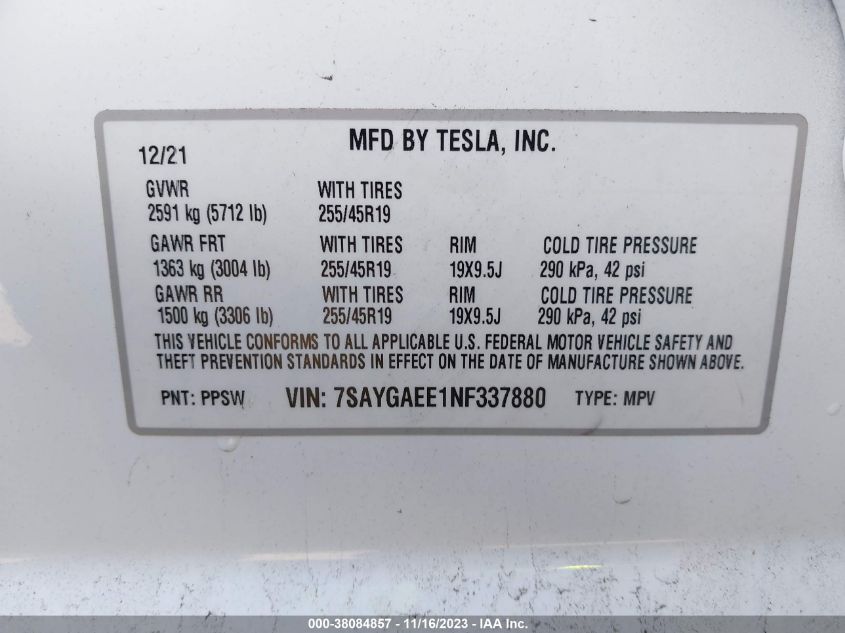 MFD BY TESLA, INC.
12/21
GVWR WITH TIRES
2591 kg (5712 lb) 255/45R19
GAWR FRT WITH TIRES RIM COLD TIRE PRESSURE
1363 kg (3004 lb) 255/45R19 19X9.5J 290 kPa, 42 psi
GAWR RR WITH TIRES RIM COLD TIRE PRESSURE
1500 kg (3306 lb) 255/45R19 19X9.5J 290 kPa, 42 psi
THIS VEHICLE CONFORMS TO ALL APPLICABLE U.S. FEDERAL MOTOR VEHICLE SAFETY AND
THEFT PREVENTION STANDARDS IN EFFECT ON THE DATE OF MANUFACTURE SHOWN ABOVE.
PNT: PPSW VIN: 7SAYGAEE1NF337880 TYPE: MPV
000-38084857 - 11/16/2023 - IAA Inc.